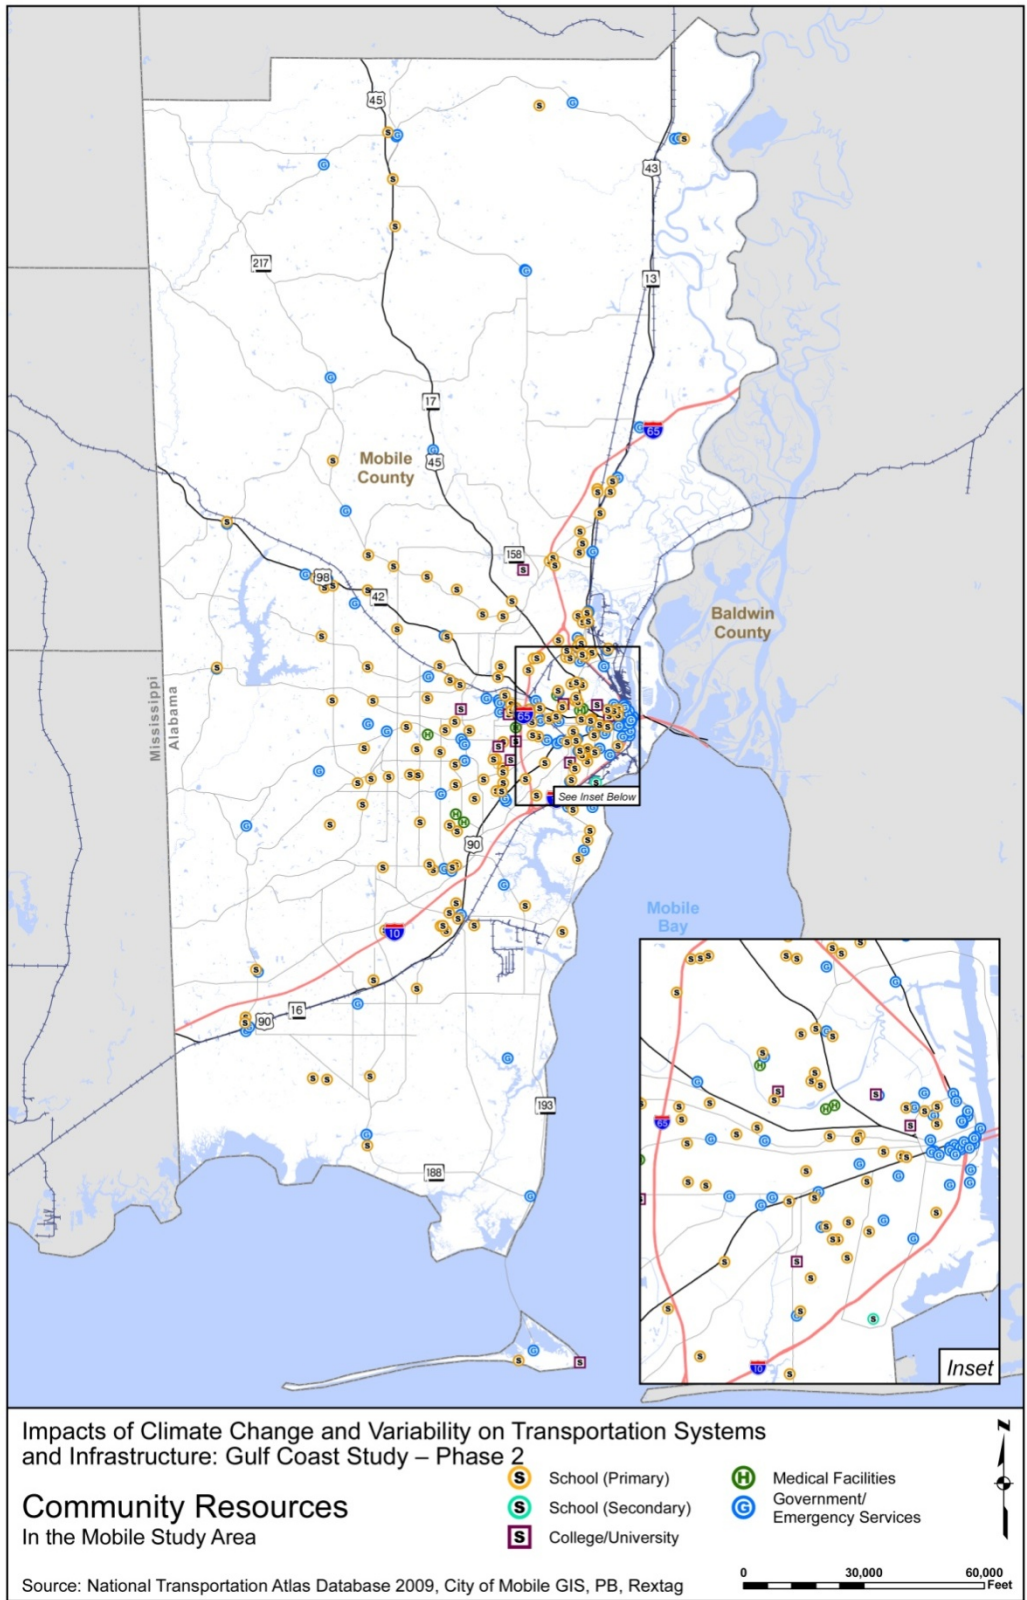 45
43
217
13
65
17
45
Mobile
County
158
98
42
Baldwin
County
Mississippi
Alabama
65
See Inset Below
90
Mobile
Bay
10
16
90
193
188
65
10
Inset
Impacts of Climate Change and Variability on Transportation Systems
and Infrastructure: Gulf Coast Study – Phase 2
Community Resources
In the Mobile Study Area
S School (Primary)
S School (Secondary)
S College/University
H Medical Facilities
G Government/
Emergency Services
N
Source: National Transportation Atlas Database 2009, City of Mobile GIS, PB, Rextag
0 30,000 60,000
Feet